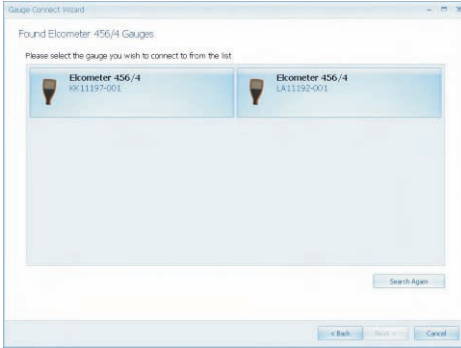 Gauge Connect Wizard
Found Elcometer 456/4 Gauges
Please select the gauge you wish to connect to from the list
Elcometer 456/4
KK11197-001
Elcometer 456/4
LA11192-001
Search Again
< Back
Next >
Cancel